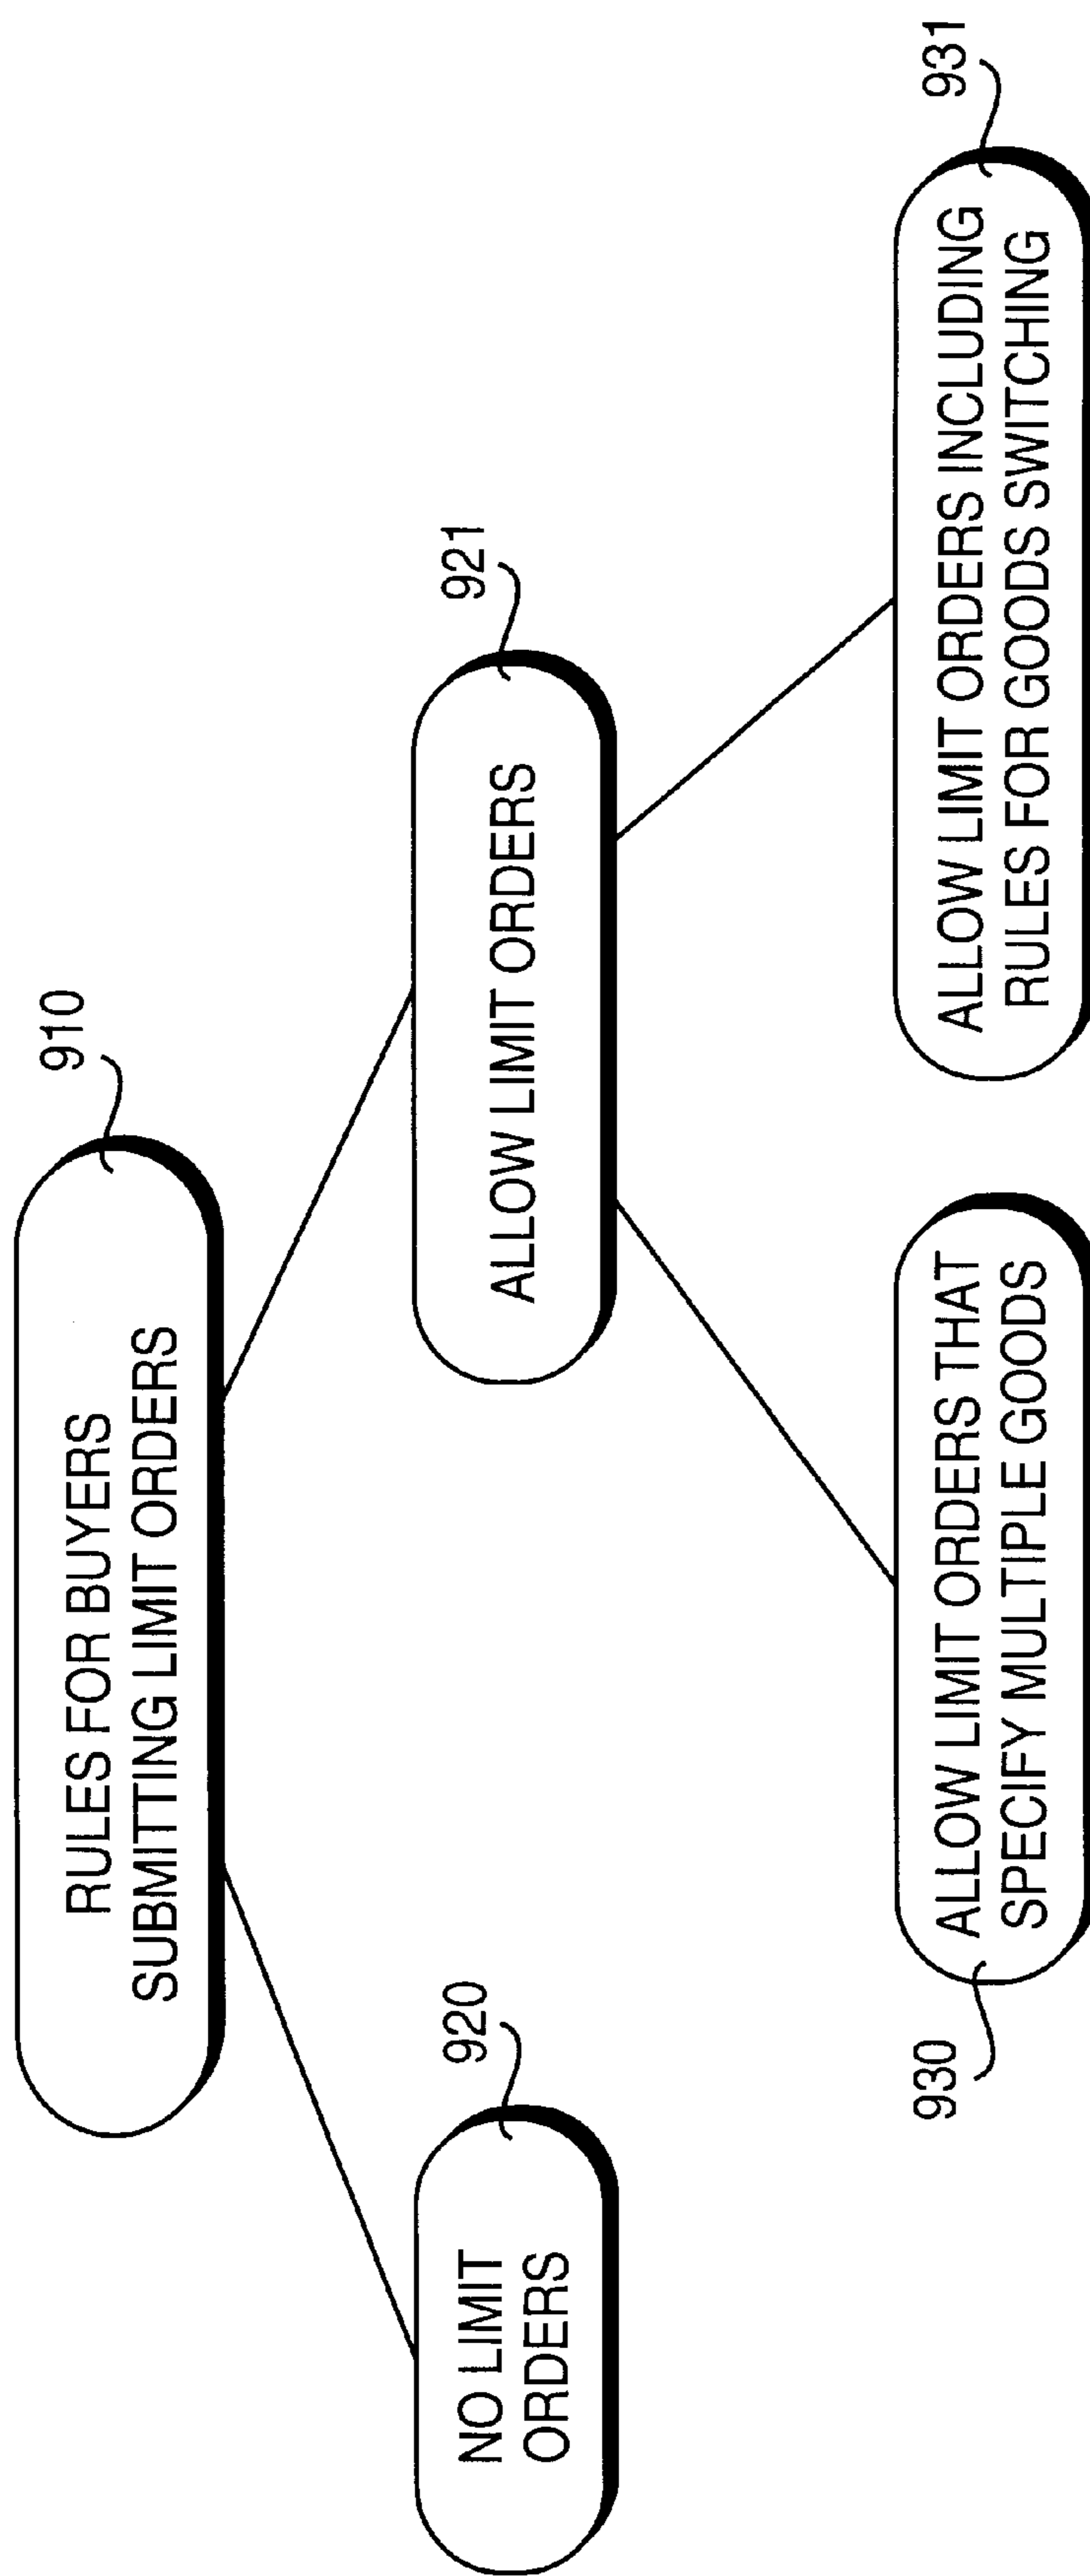 910
RULES FOR BUYERS
SUBMITTING LIMIT ORDERS
920
NO LIMIT
ORDERS
921
ALLOW LIMIT ORDERS
930
ALLOW LIMIT ORDERS THAT
SPECIFY MULTIPLE GOODS
931
ALLOW LIMIT ORDERS INCLUDING
RULES FOR GOODS SWITCHING